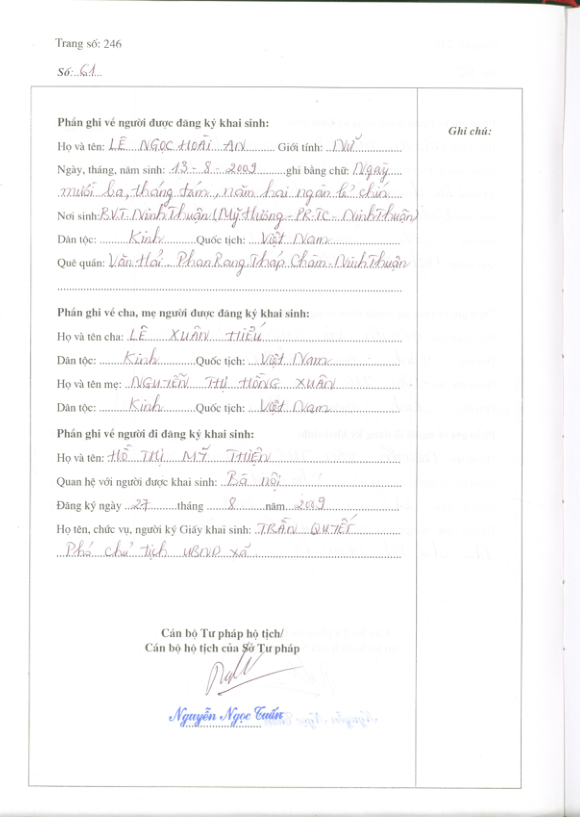 Trang số: 246
Số: 61
Phần ghi về người được đăng ký khai sinh:
Ghi chú:
Họ và tên: LÊ NGỌC HOÀI AN Giới tính: NỮ
Ngày, tháng, năm sinh: 13 - 8 - 2009 ghi bằng chữ: Ngày
mười ba, tháng tám, năm hai ngàn lẻ chín
Nơi sinh: B.V.T. Ninh Thuận (Mỹ Hương - PR.TC - Ninh Thuận)
Dân tộc: Kinh Quốc tịch: Việt Nam
Quê quán: Văn Hải Phan Rang Tháp Chàm - Ninh Thuận
Phần ghi về cha, mẹ người được đăng ký khai sinh:
Họ và tên cha: LÊ XUÂN HIẾU
Dân tộc: Kinh Quốc tịch: Việt Nam
Họ và tên mẹ: NGUYỄN THỊ HỒNG XUÂN
Dân tộc: Kinh Quốc tịch: Việt Nam
Phần ghi về người đi đăng ký khai sinh:
Họ và tên: HỒ THỊ MỸ THIỆN
Quan hệ với người được khai sinh: Bà nội
Đăng ký ngày 27 tháng 8 năm 2009
Họ tên, chức vụ, người ký Giấy khai sinh: TRẦN QUYẾT
Phó chủ tịch UBND xã
Cán bộ Tư pháp hộ tịch/
Cán bộ hộ tịch của Sở Tư pháp
Nguyễn Ngọc Tuấn